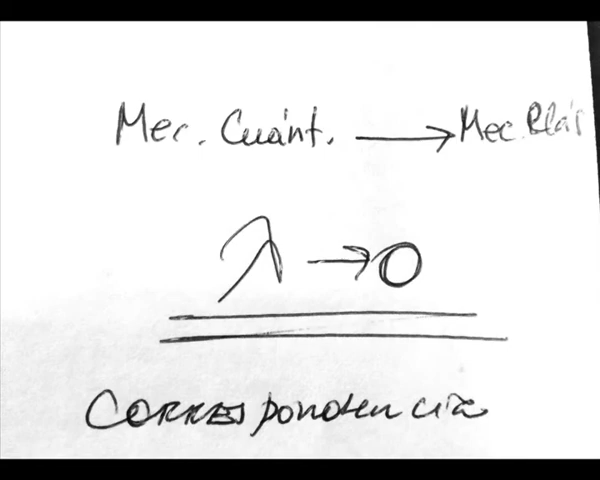 Mec. Cuánt. → Mec. Clás
λ → 0
Correspondencia